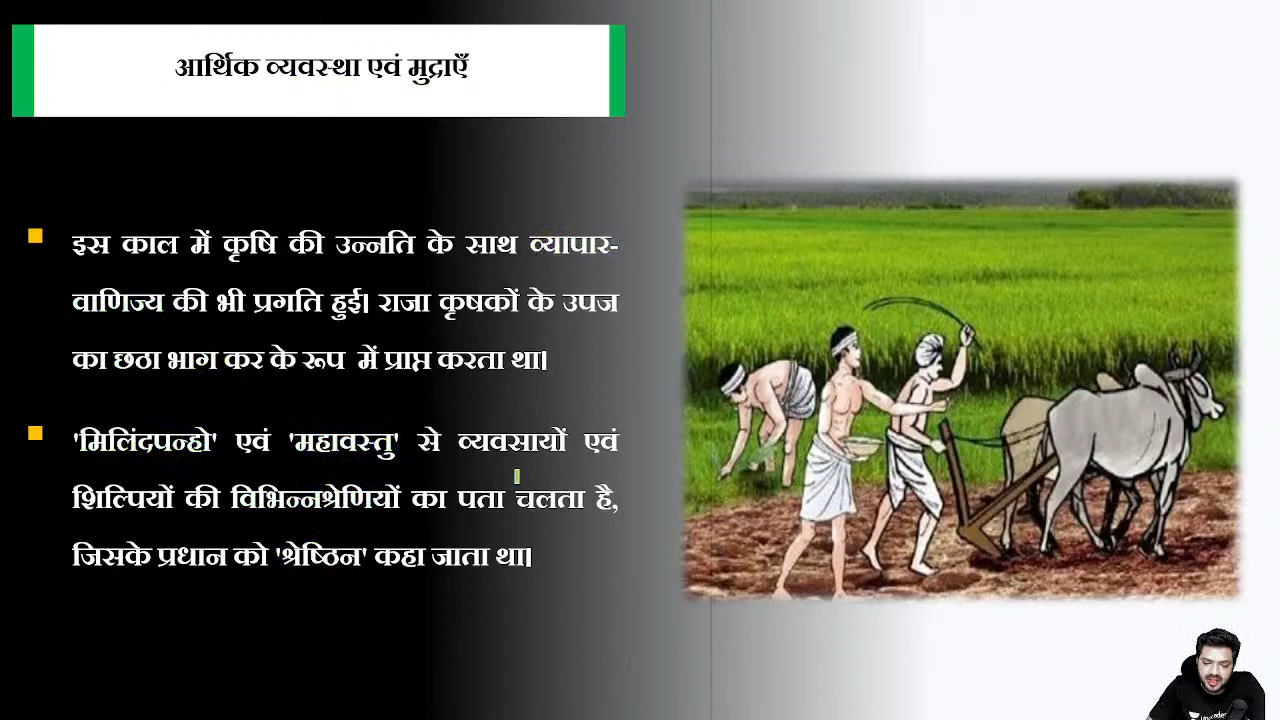 आर्थिक व्यवस्था एवं मुद्राएँ
इस काल में कृषि की उन्नति के साथ व्यापार-
वाणिज्य की भी प्रगति हुई। राजा कृषकों के उपज
का छठा भाग कर के रूप में प्राप्त करता था।
'मिलिंदपन्हो' एवं 'महावस्तु' से व्यवसायों एवं
शिल्पियों की विभिन्नश्रेणियों का पता चलता है,
जिसके प्रधान को 'श्रेष्ठिन' कहा जाता था।